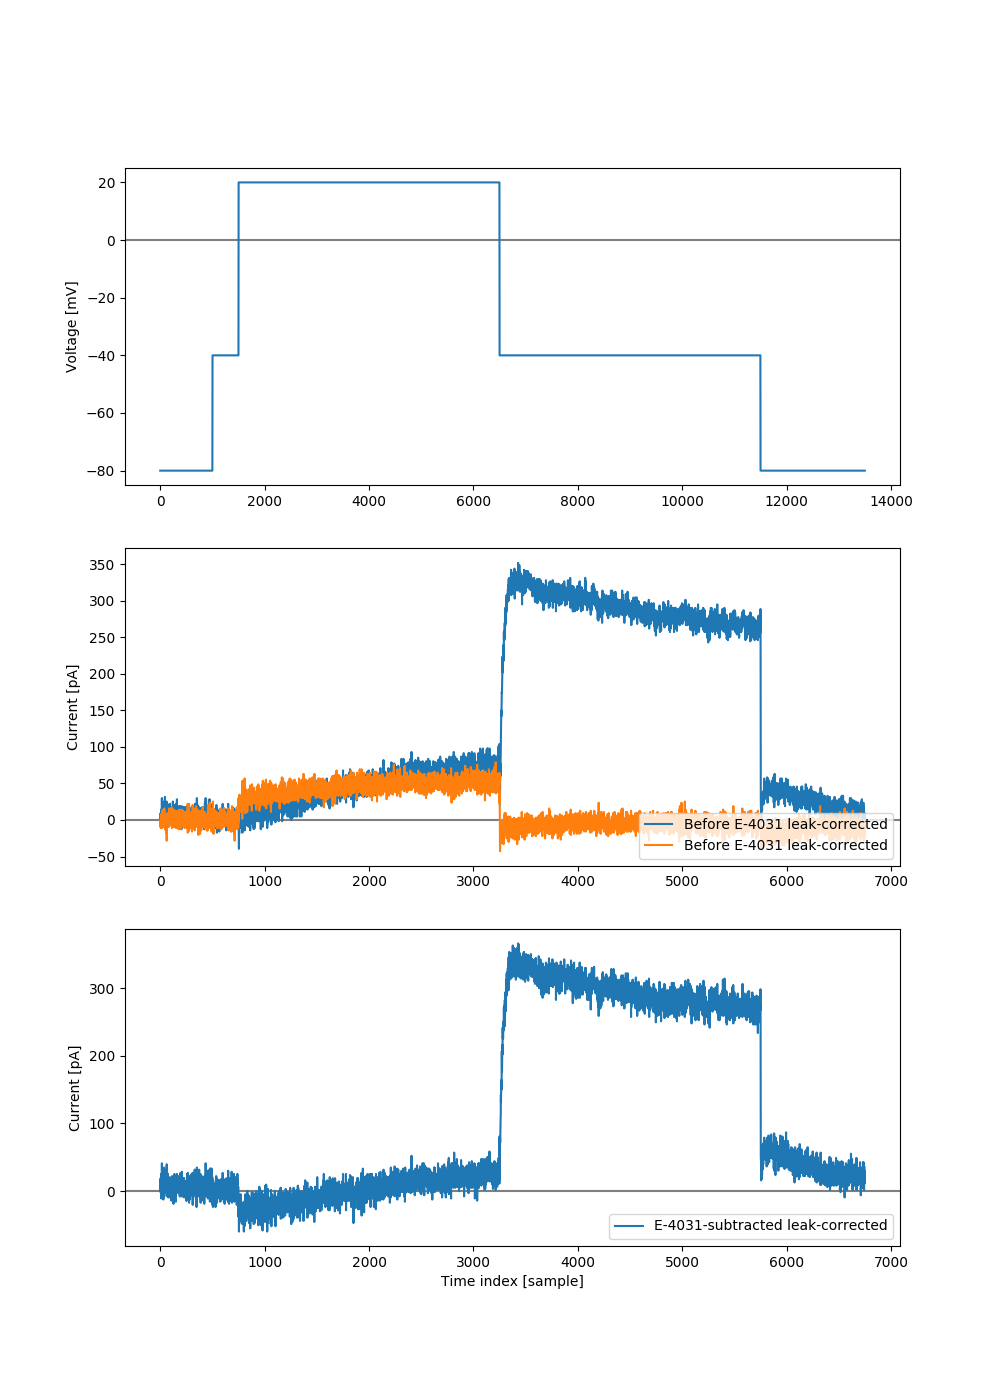 20
0
−20
−40
−60
−80
Voltage [mV]
0 2000 4000 6000 8000 10000 12000 14000
350
300
250
200
150
100
50
0
−50
Current [pA]
Before E-4031 leak-corrected
Before E-4031 leak-corrected
0 1000 2000 3000 4000 5000 6000 7000
300
200
100
0
Current [pA]
E-4031-subtracted leak-corrected
0 1000 2000 3000 4000 5000 6000 7000
Time index [sample]